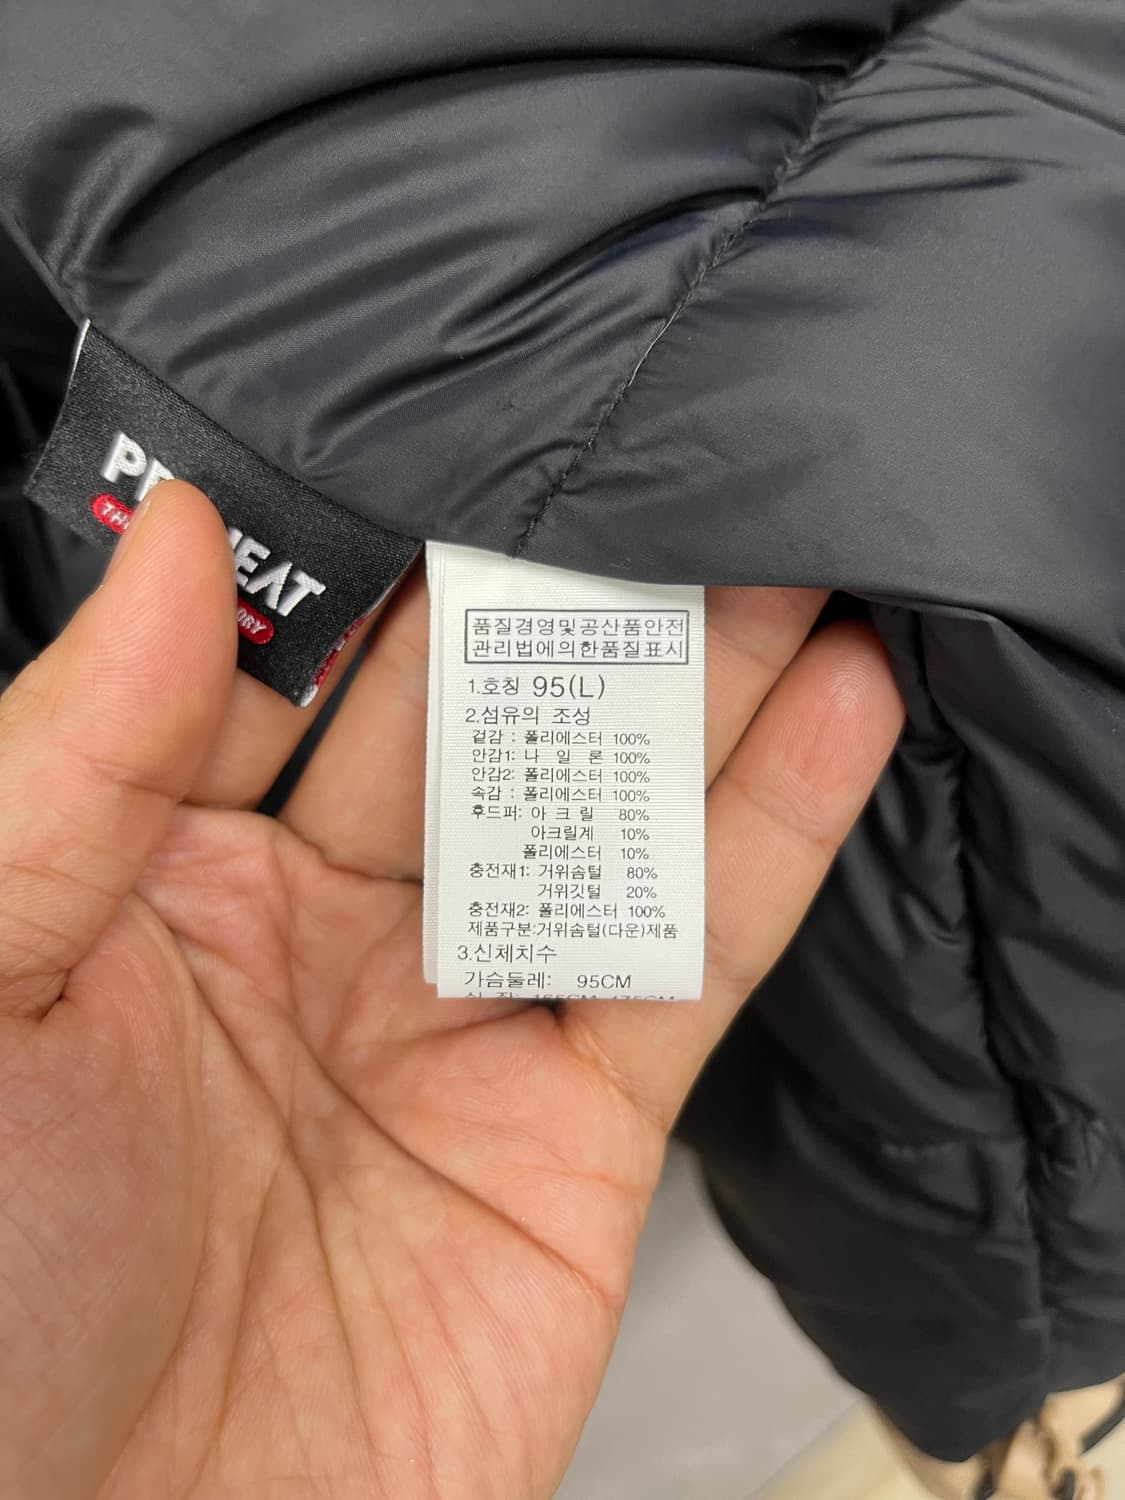 품질경영및공산품안전
관리법에의한품질표시
1.호칭 95(L)
2.섬유의 조성
겉감 : 폴리에스터 100%
안감1: 나 일 론 100%
안감2: 폴리에스터 100%
속감 : 폴리에스터 100%
후드퍼: 아 크 릴 80%
아크릴계 10%
폴리에스터 10%
충전재1: 거위솜털 80%
거위깃털 20%
충전재2: 폴리에스터 100%
제품구분:거위솜털(다운)제품
3.신체치수
가슴둘레: 95CM